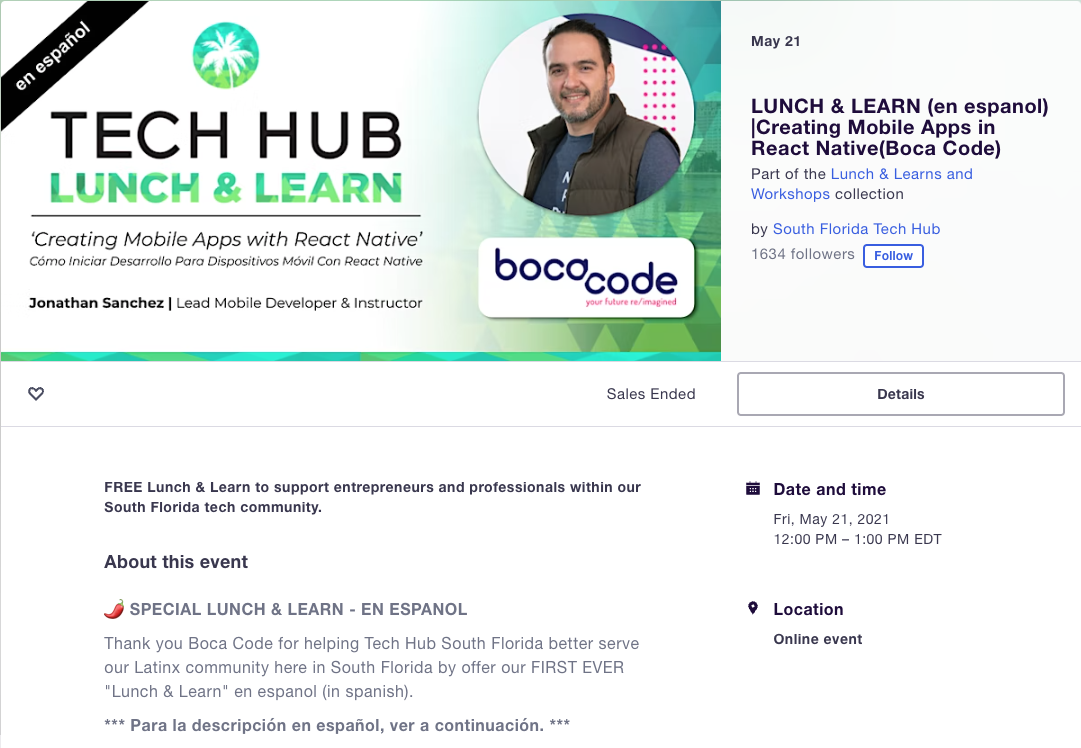 en español
TECH HUB
LUNCH & LEARN
‘Creating Mobile Apps with React Native’
Cómo Iniciar Desarrollo Para Dispositivos Móvil Con React Native
Jonathan Sanchez | Lead Mobile Developer & Instructor
bocacode
your future re/imagined
May 21
LUNCH & LEARN (en espanol)
|Creating Mobile Apps in
React Native(Boca Code)
Part of the Lunch & Learns and
Workshops collection
by South Florida Tech Hub
1634 followers Follow
Sales Ended
Details
FREE Lunch & Learn to support entrepreneurs and professionals within our
South Florida tech community.
About this event
🌶️ SPECIAL LUNCH & LEARN - EN ESPANOL
Thank you Boca Code for helping Tech Hub South Florida better serve
our Latinx community here in South Florida by offer our FIRST EVER
"Lunch & Learn" en espanol (in spanish).
*** Para la descripción en español, ver a continuación. ***
Date and time
Fri, May 21, 2021
12:00 PM – 1:00 PM EDT
Location
Online event